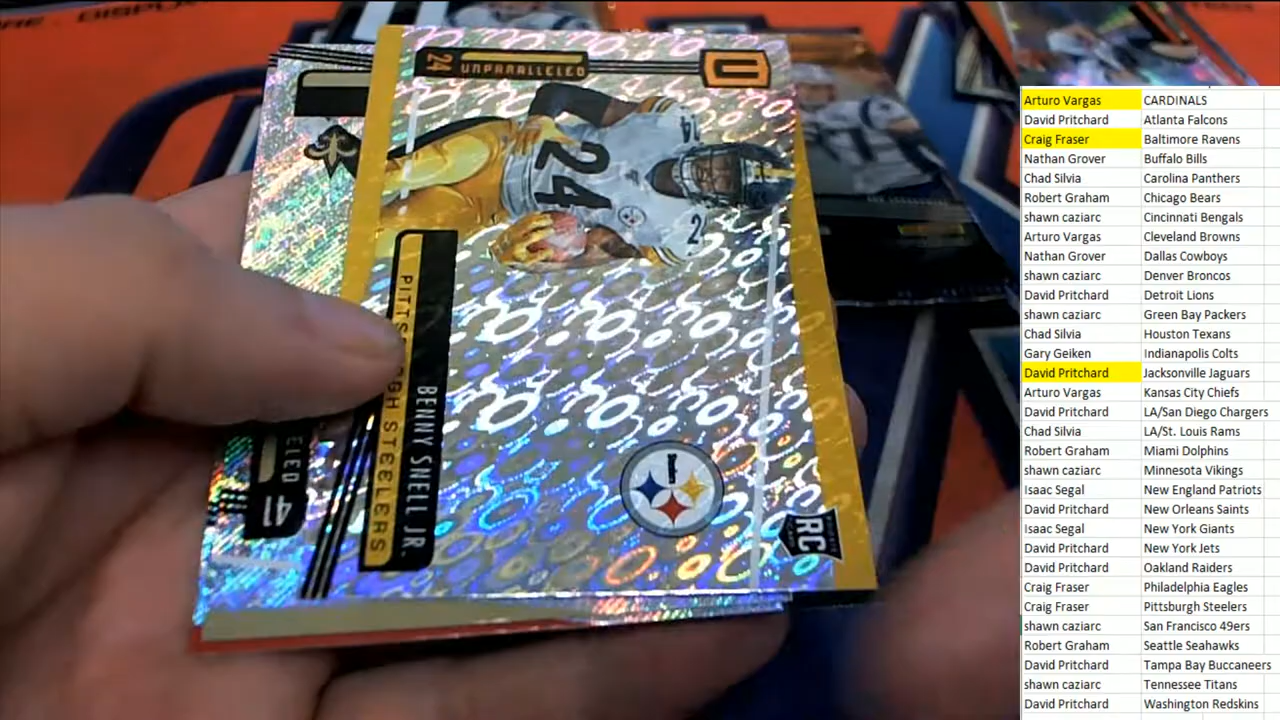 24 UNPARALLELED
24
24
2
BENNY SNELL JR.
PITTSBURGH STEELERS
RC
41
Arturo Vargas CARDINALS
David Pritchard Atlanta Falcons
Craig Fraser Baltimore Ravens
Nathan Grover Buffalo Bills
Chad Silvia Carolina Panthers
Robert Graham Chicago Bears
shawn caziarc Cincinnati Bengals
Arturo Vargas Cleveland Browns
Nathan Grover Dallas Cowboys
shawn caziarc Denver Broncos
David Pritchard Detroit Lions
shawn caziarc Green Bay Packers
Chad Silvia Houston Texans
Gary Geiken Indianapolis Colts
David Pritchard Jacksonville Jaguars
Arturo Vargas Kansas City Chiefs
David Pritchard LA/San Diego Chargers
Chad Silvia LA/St. Louis Rams
Robert Graham Miami Dolphins
shawn caziarc Minnesota Vikings
Isaac Segal New England Patriots
David Pritchard New Orleans Saints
Isaac Segal New York Giants
David Pritchard New York Jets
David Pritchard Oakland Raiders
Craig Fraser Philadelphia Eagles
Craig Fraser Pittsburgh Steelers
shawn caziarc San Francisco 49ers
Robert Graham Seattle Seahawks
David Pritchard Tampa Bay Buccaneers
shawn caziarc Tennessee Titans
David Pritchard Washington Redskins